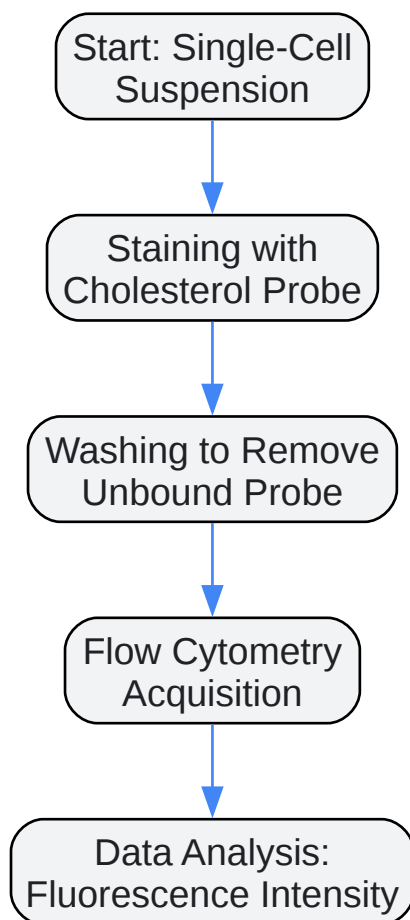 Start: Single-Cell
Suspension
Staining with
Cholesterol Probe
Washing to Remove
Unbound Probe
Flow Cytometry
Acquisition
Data Analysis:
Fluorescence Intensity